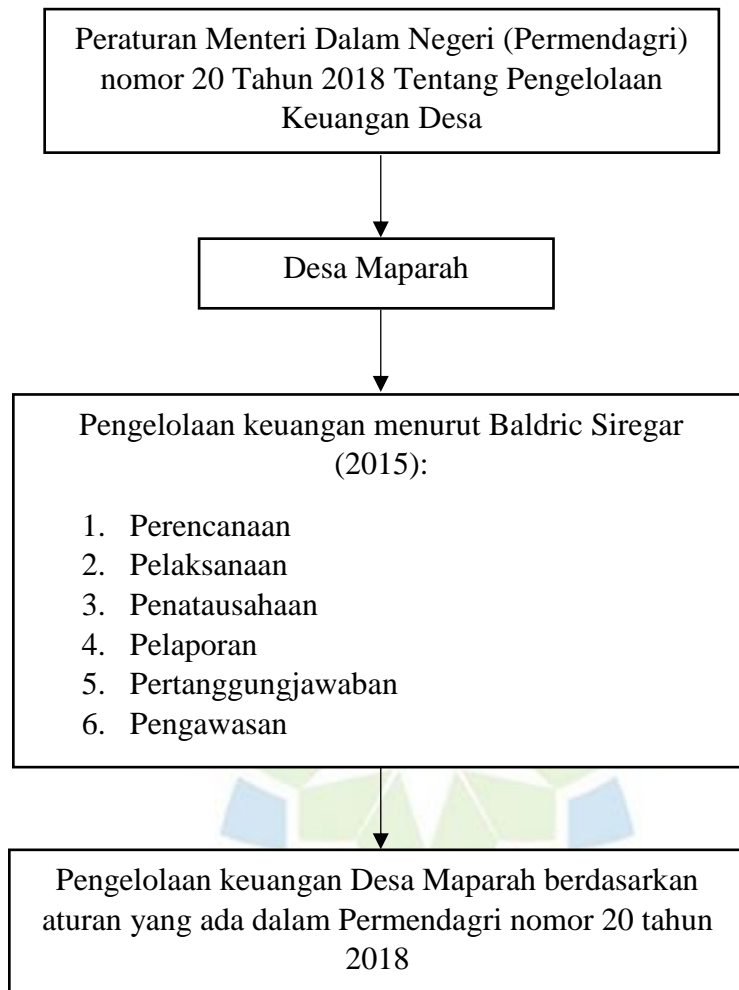 Peraturan Menteri Dalam Negeri (Permendagri)
nomor 20 Tahun 2018 Tentang Pengelolaan
Keuangan Desa
Desa Maparah
Pengelolaan keuangan menurut Baldric Siregar
(2015):
1. Perencanaan
2. Pelaksanaan
3. Penatausahaan
4. Pelaporan
5. Pertanggungjawaban
6. Pengawasan
Pengelolaan keuangan Desa Maparah berdasarkan
aturan yang ada dalam Permendagri nomor 20 tahun
2018